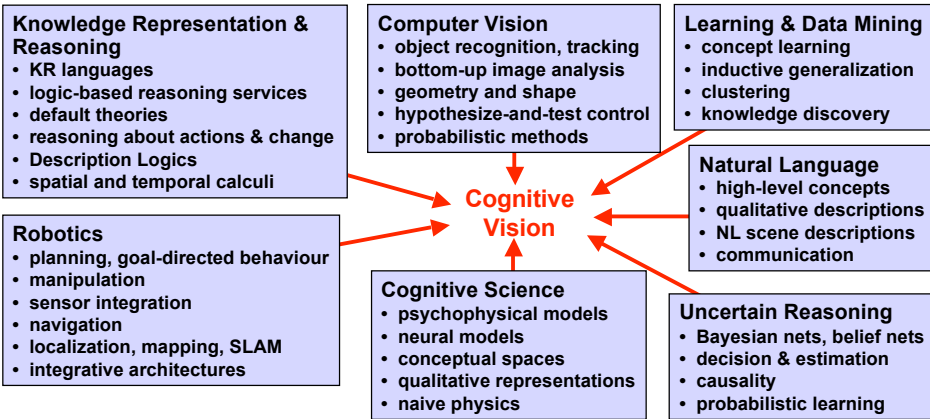 Knowledge Representation &
Reasoning
• KR languages
• logic-based reasoning services
• default theories
• reasoning about actions & change
• Description Logics
• spatial and temporal calculi
Computer Vision
• object recognition, tracking
• bottom-up image analysis
• geometry and shape
• hypothesize-and-test control
• probabilistic methods
Learning & Data Mining
• concept learning
• inductive generalization
• clustering
• knowledge discovery
Cognitive
Vision
Natural Language
• high-level concepts
• qualitative descriptions
• NL scene descriptions
• communication
Robotics
• planning, goal-directed behaviour
• manipulation
• sensor integration
• navigation
• localization, mapping, SLAM
• integrative architectures
Cognitive Science
• psychophysical models
• neural models
• conceptual spaces
• qualitative representations
• naive physics
Uncertain Reasoning
• Bayesian nets, belief nets
• decision & estimation
• causality
• probabilistic learning